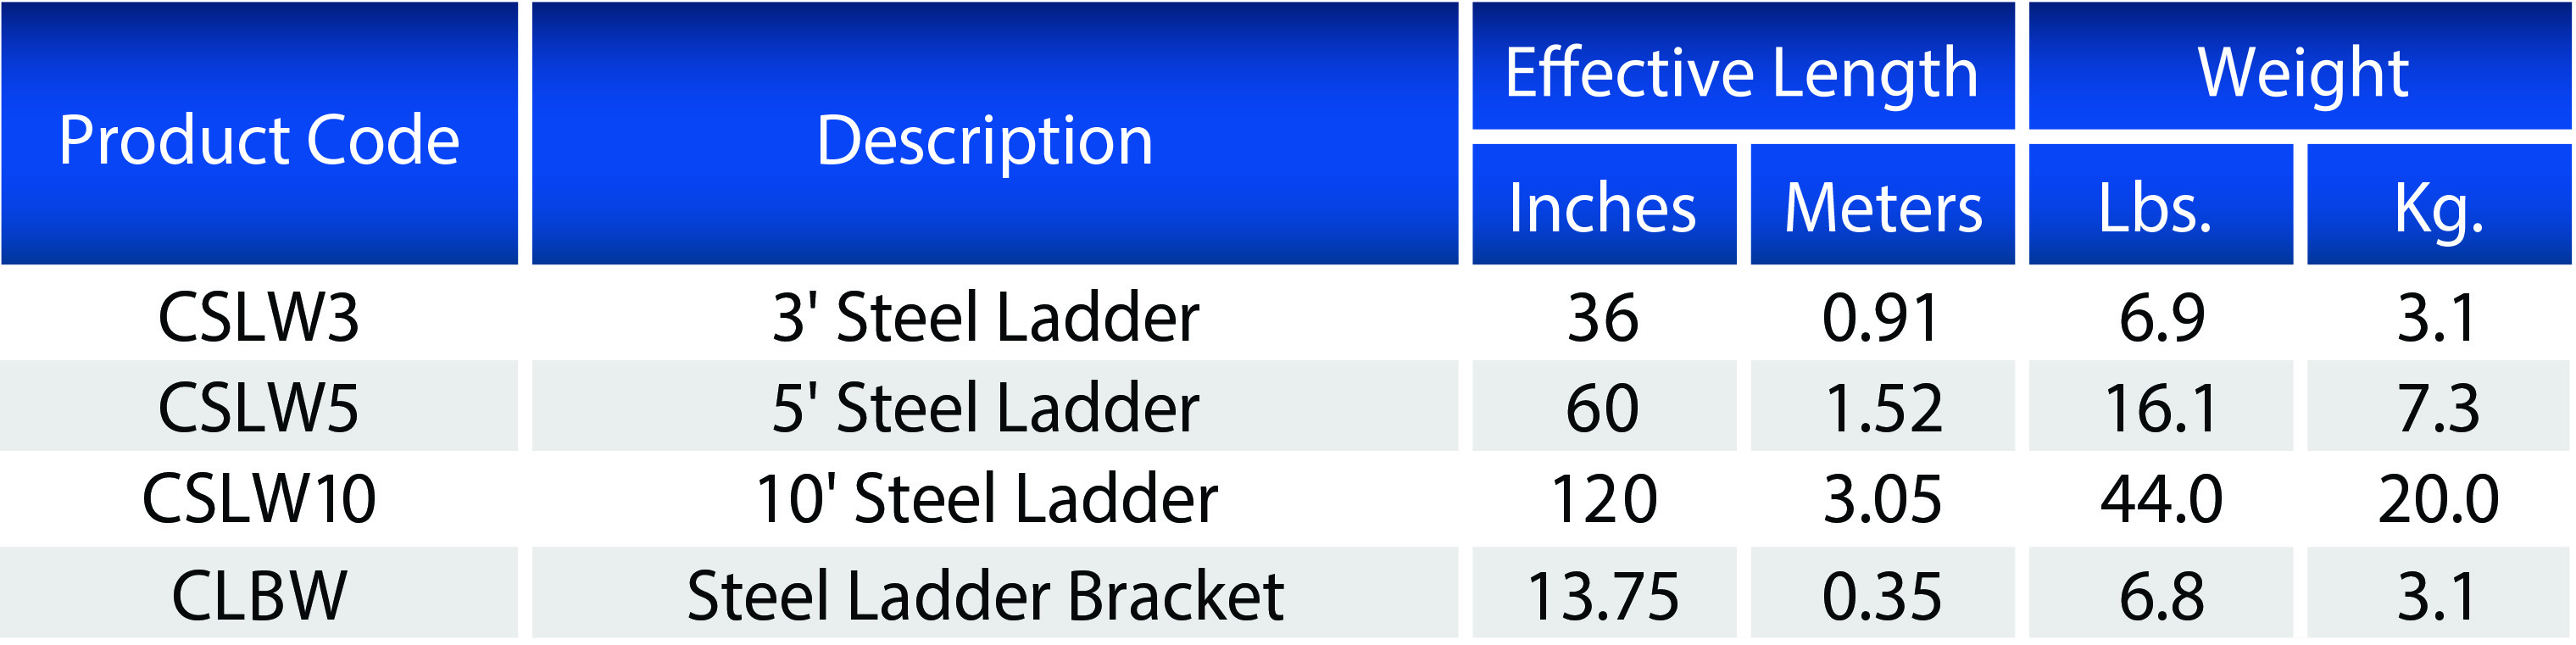 Product Code Description Effective Length Weight
Inches Meters Lbs. Kg.
CSLW3 3' Steel Ladder 36 0.91 6.9 3.1
CSLW5 5' Steel Ladder 60 1.52 16.1 7.3
CSLW10 10' Steel Ladder 120 3.05 44.0 20.0
CLBW Steel Ladder Bracket 13.75 0.35 6.8 3.1